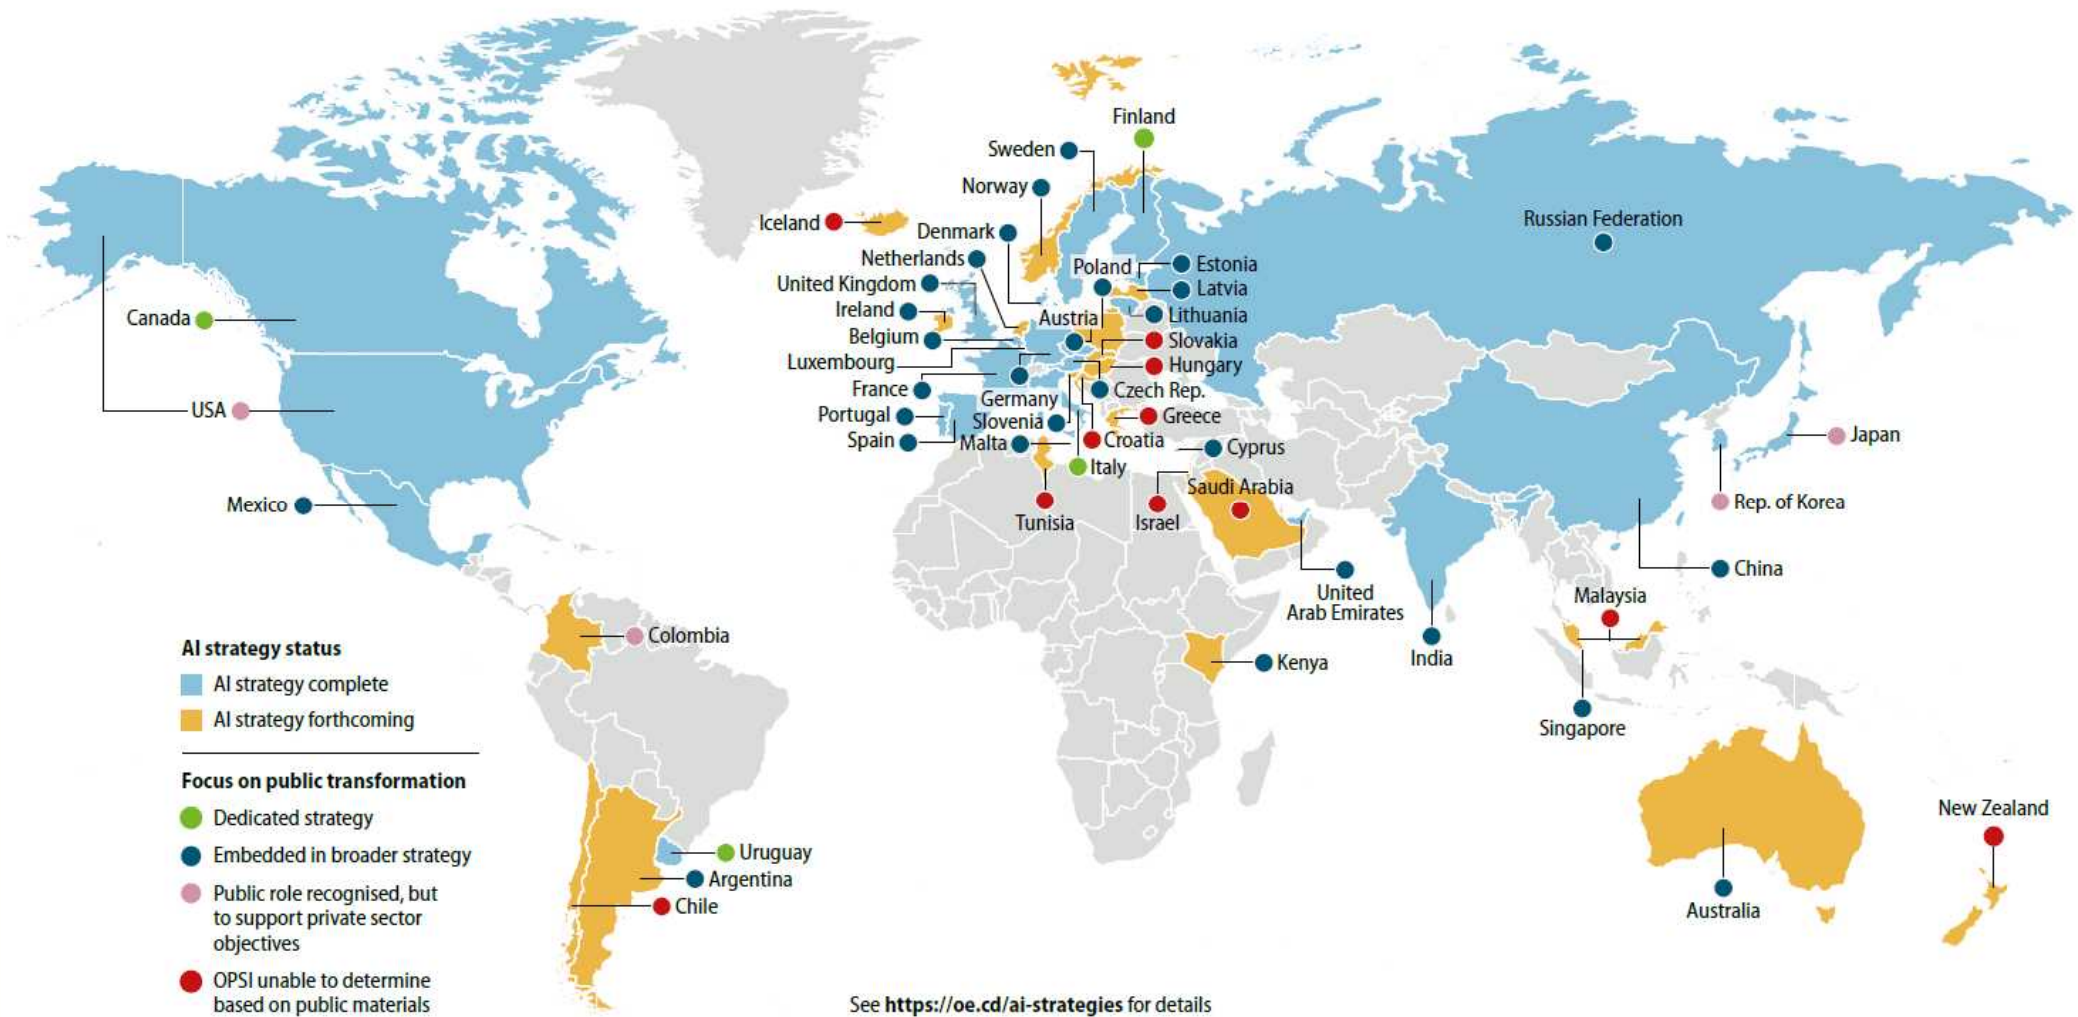 Finland
Sweden
Norway
Iceland
Denmark
Netherlands
United Kingdom
Ireland
Belgium
Luxembourg
France
Portugal
Spain
Poland
Austria
Germany
Slovenia
Malta
Italy
Croatia
Estonia
Latvia
Lithuania
Slovakia
Hungary
Czech Rep.
Greece
Cyprus
Russian Federation
Canada
USA
Mexico
Tunisia
Israel
Saudi Arabia
United
Arab Emirates
Japan
Rep. of Korea
China
Malaysia
India
Singapore
Kenya
Colombia
Uruguay
Argentina
Chile
Australia
New Zealand
AI strategy status
AI strategy complete
AI strategy forthcoming
Focus on public transformation
Dedicated strategy
Embedded in broader strategy
Public role recognised, but
to support private sector
objectives
OPSI unable to determine
based on public materials
See https://oe.cd/ai-strategies for details